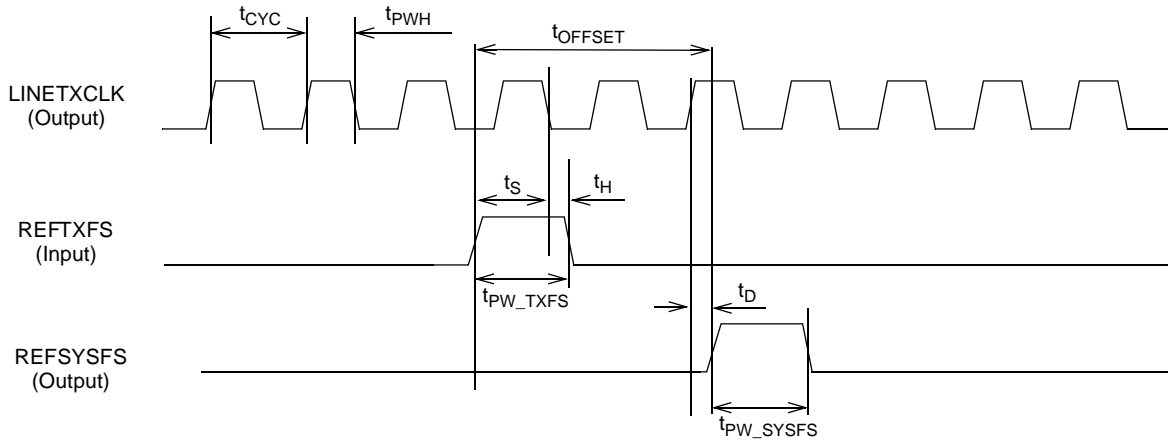 tCYC
tPWH
tOFFSET
LINETXCLK
(Output)
tS
tH
REFTXFS
(Input)
tPW_TXFS
tD
REFSYSFS
(Output)
tPW_SYSFS